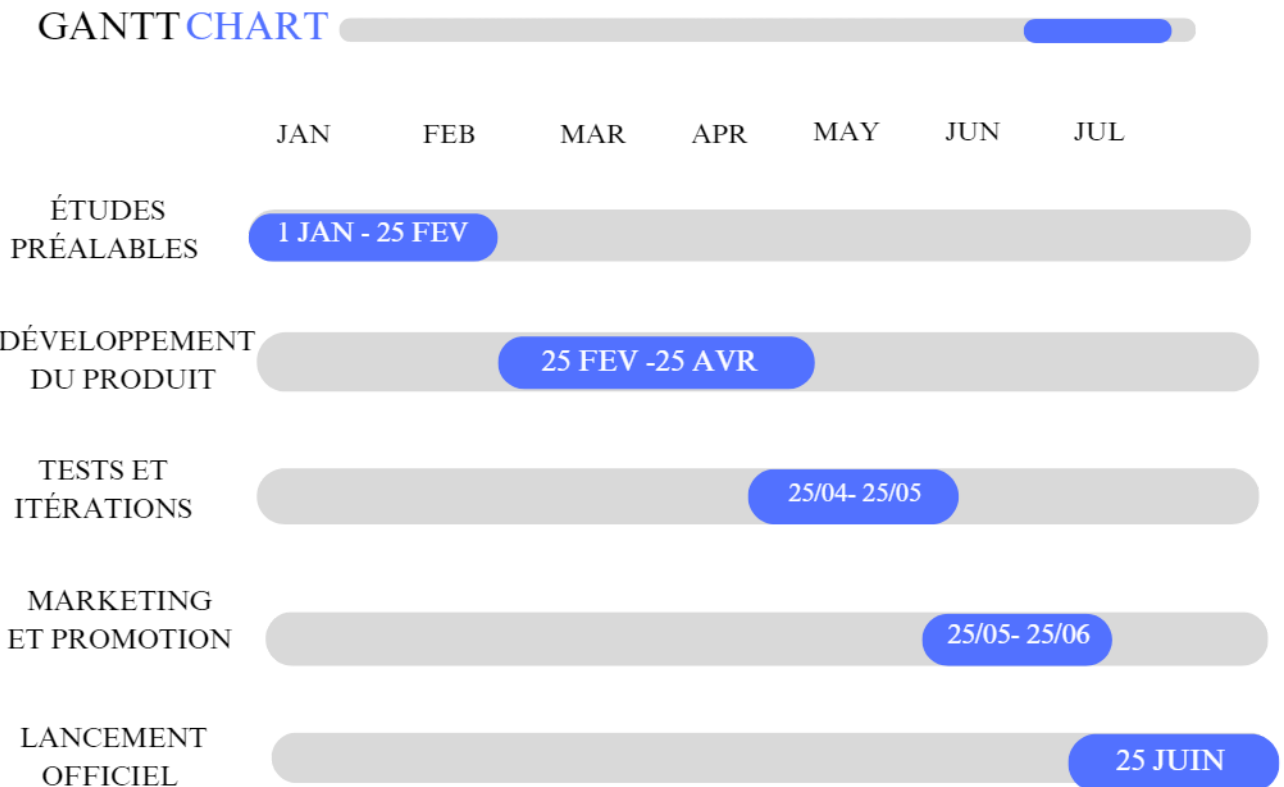 GANTT CHART
JAN FEB MAR APR MAY JUN JUL
ÉTUDES
PRÉALABLES
1 JAN - 25 FEV
DÉVELOPPEMENT
DU PRODUIT
25 FEV -25 AVR
TESTS ET
ITÉRATIONS
25/04- 25/05
MARKETING
ET PROMOTION
25/05- 25/06
LANCEMENT
OFFICIEL
25 JUIN